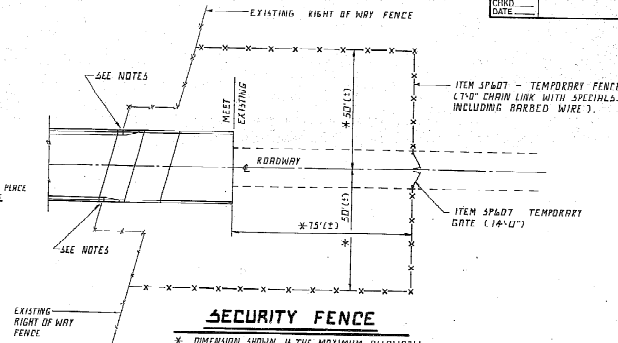 CHKD.
DATE
EXISTING RIGHT OF WAY FENCE
SEE NOTES
MEET
EXISTING
* 50'(±)
ITEM SP607 - TEMPORARY FENCE
(7'-0" CHAIN LINK WITH SPECIALS.
INCLUDING BARBED WIRE).
PLACE
℄ ROADWAY
* 50'(±)
* 75'(±)
ITEM SP607 TEMPORARY
GATE (14'-0")
SEE NOTES
EXISTING
RIGHT OF WAY
FENCE
SECURITY FENCE
* DIMENSION SHOWN IS THE MAXIMUM